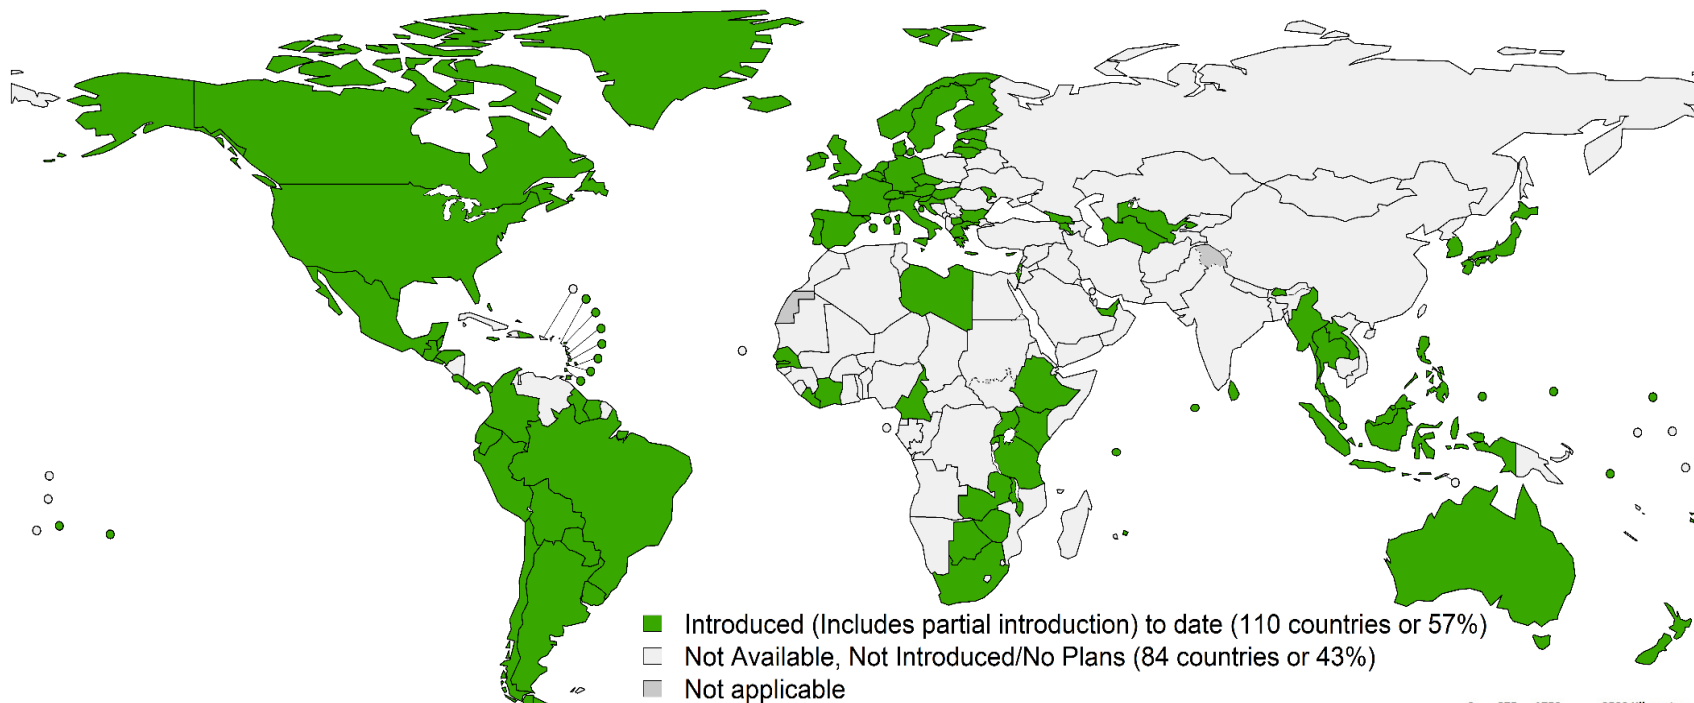 Introduced (Includes partial introduction) to date (110 countries or 57%)
Not Available, Not Introduced/No Plans (84 countries or 43%)
Not applicable